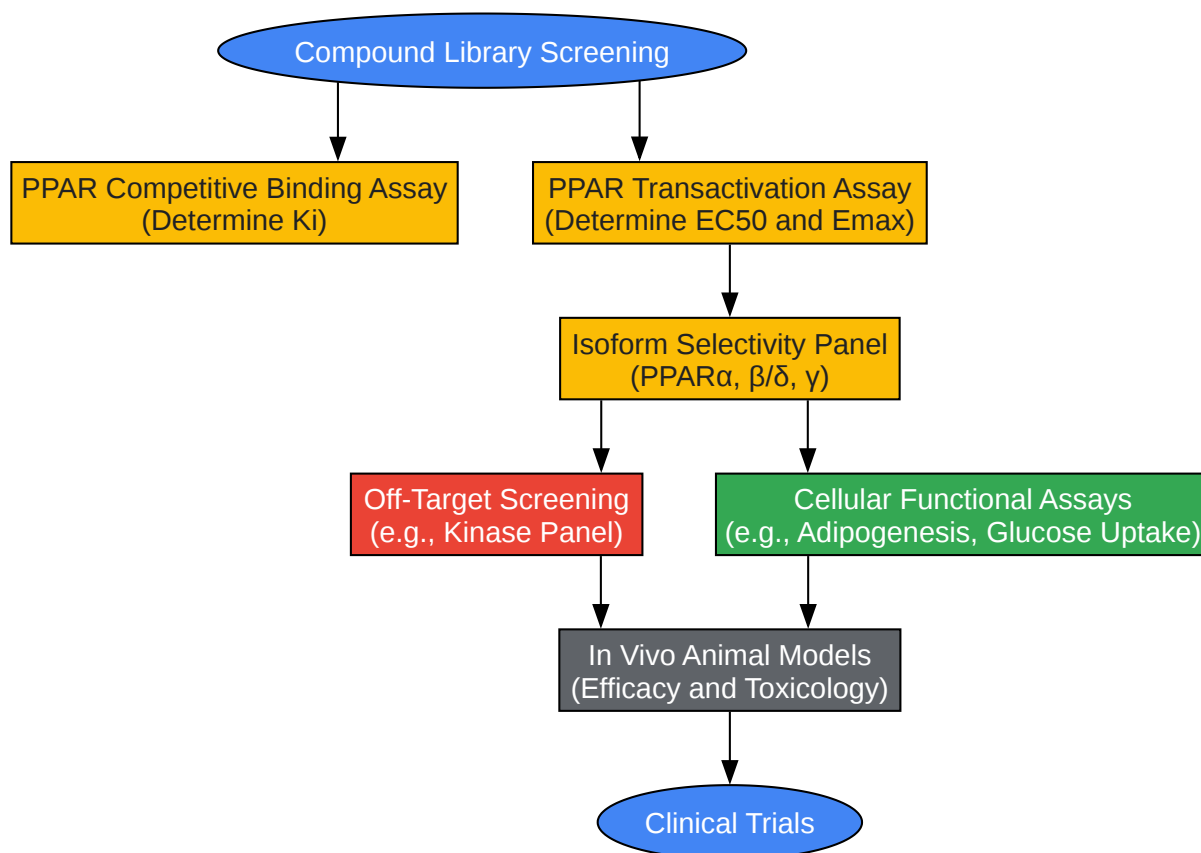 Compound Library Screening
PPAR Competitive Binding Assay
(Determine Ki)
PPAR Transactivation Assay
(Determine EC50 and Emax)
Isoform Selectivity Panel
(PPARα, β/δ, γ)
Off-Target Screening
(e.g., Kinase Panel)
Cellular Functional Assays
(e.g., Adipogenesis, Glucose Uptake)
In Vivo Animal Models
(Efficacy and Toxicology)
Clinical Trials